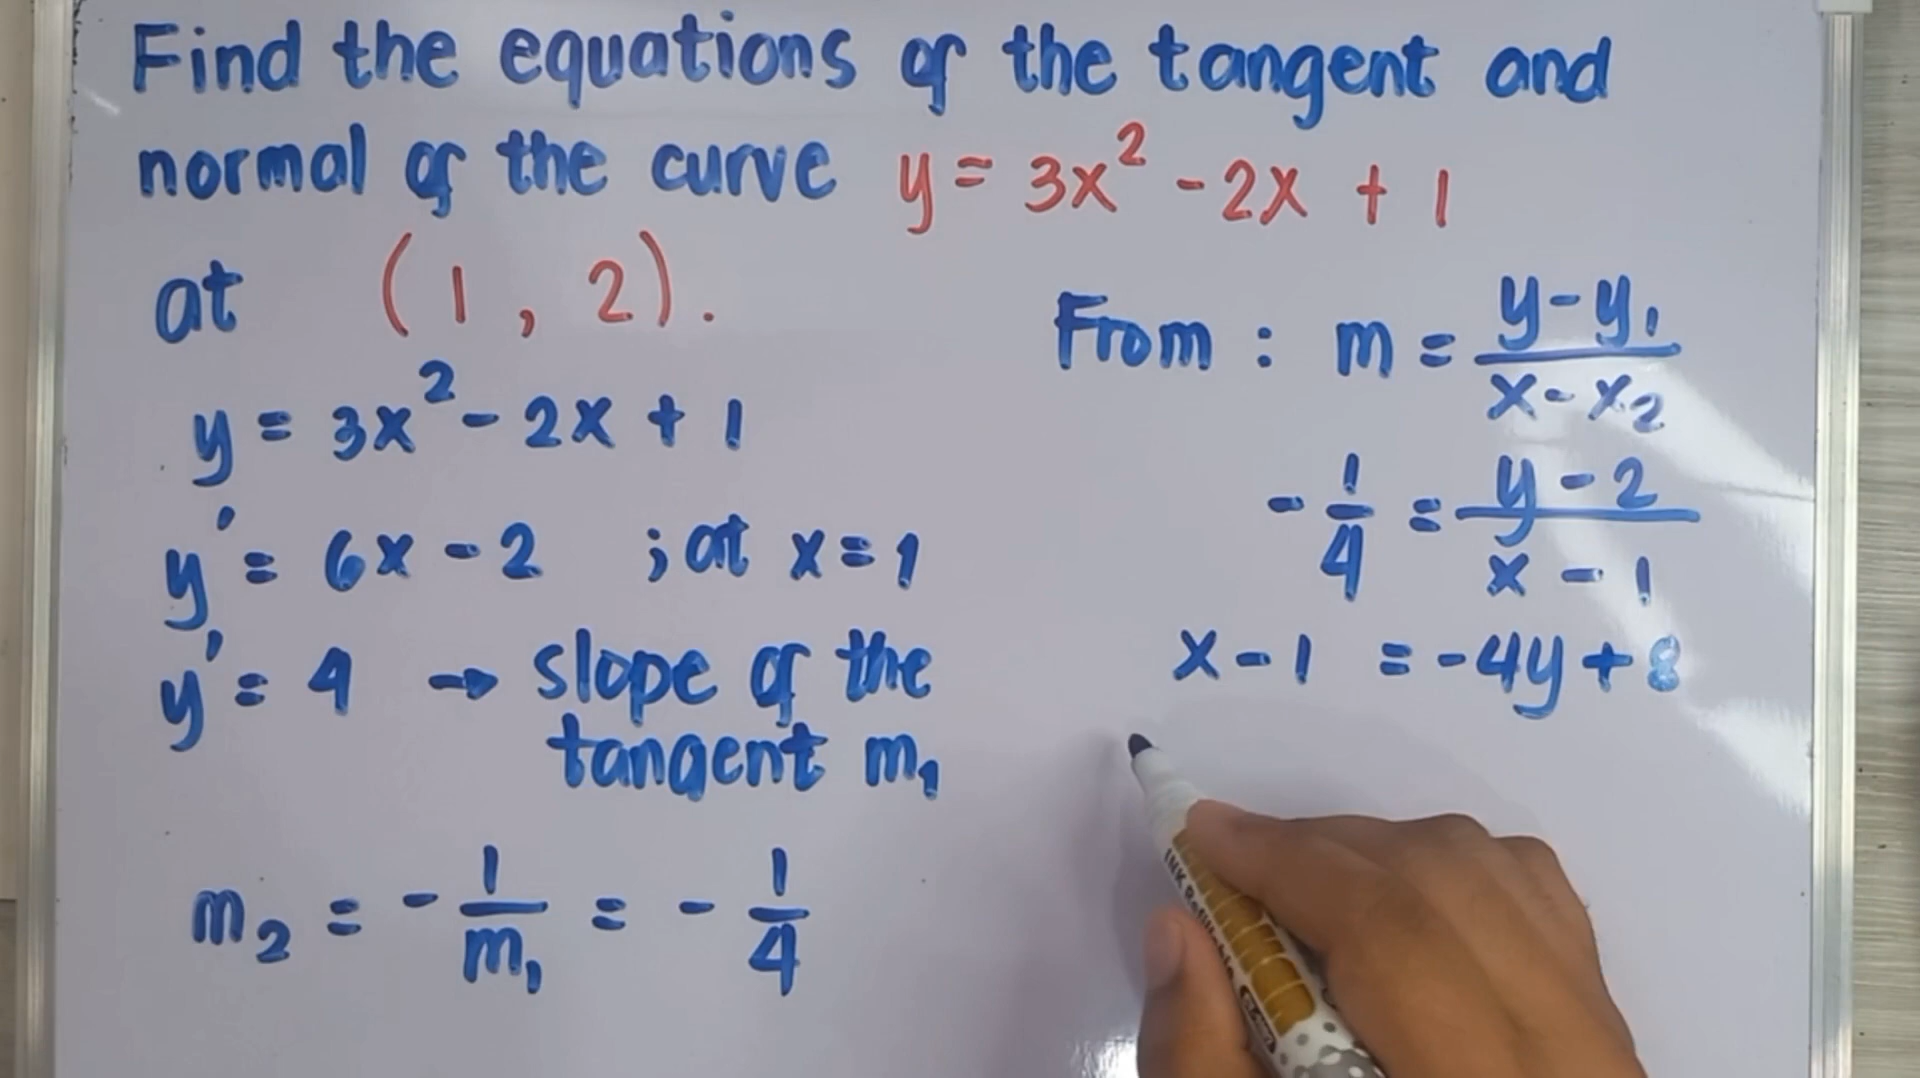 Find the equations of the tangent and
normal of the curve y = 3x² - 2x + 1
at (1, 2).
y = 3x² - 2x + 1
y' = 6x - 2 ; at x = 1
y' = 4 → slope of the
tangent m₁
m₂ = - 1/m₁ = - 1/4
From : m = y - y₁ / x - x₂
- 1/4 = y - 2 / x - 1
x - 1 = -4y + 8
INK Refillable